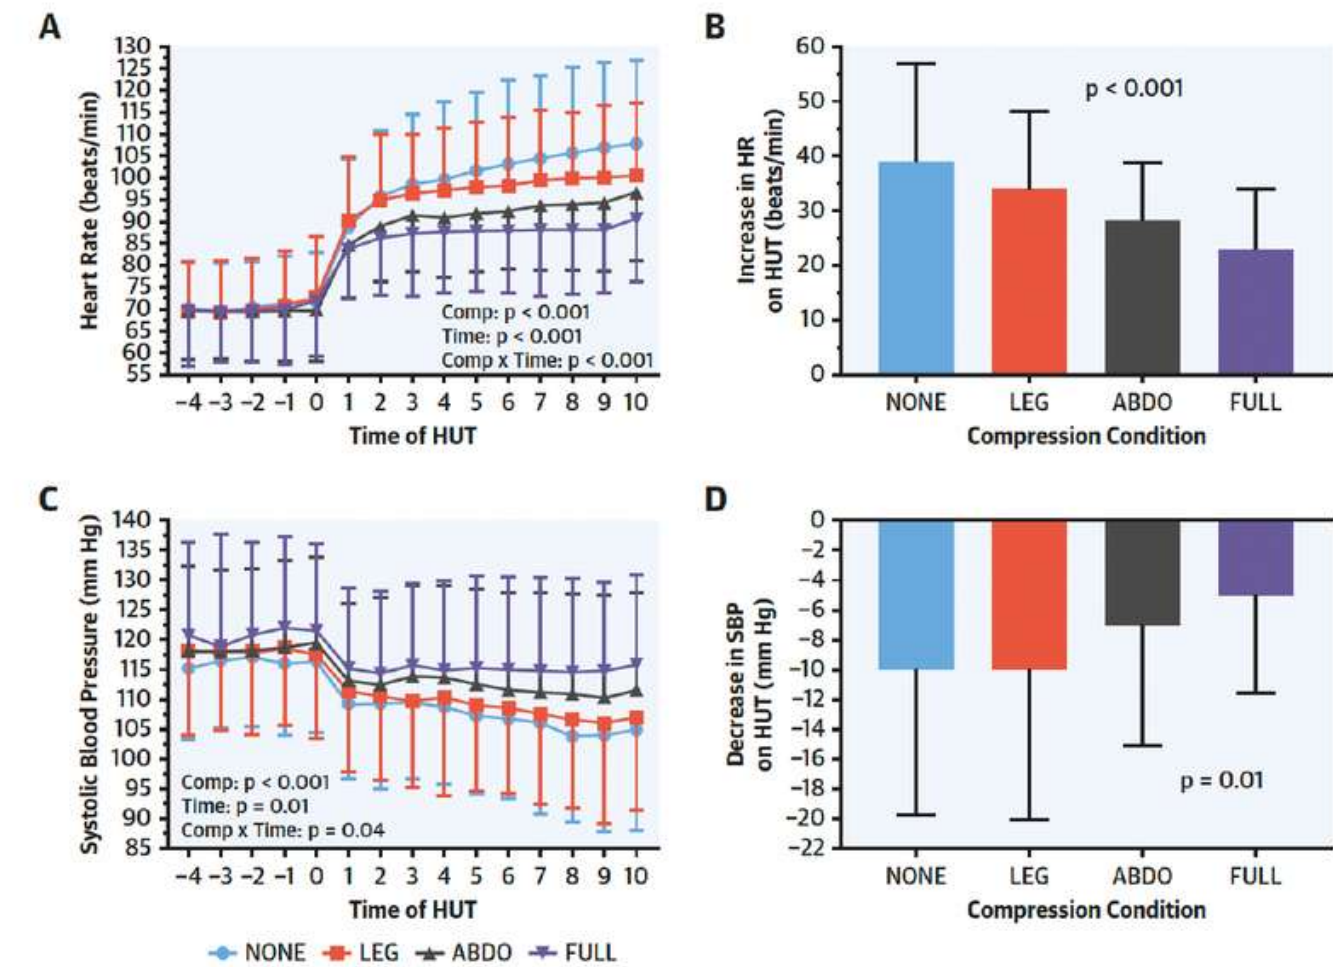 A
Heart Rate (beats/min)
130
125
120
115
110
105
100
95
90
85
80
75
70
65
60
55
Comp: p < 0.001
Time: p < 0.001
Comp x Time: p < 0.001
−4 −3 −2 −1 0 1 2 3 4 5 6 7 8 9 10
Time of HUT
B
Increase in HR
on HUT (beats/min)
60
50
40
30
20
10
0
p < 0.001
NONE LEG ABDO FULL
Compression Condition
C
Systolic Blood Pressure (mm Hg)
140
135
130
125
120
115
110
105
100
95
90
85
Comp: p < 0.001
Time: p = 0.01
Comp x Time: p = 0.04
−4 −3 −2 −1 0 1 2 3 4 5 6 7 8 9 10
Time of HUT
D
Decrease in SBP
on HUT (mm Hg)
0
−2
−4
−6
−8
−10
−12
−14
−16
−18
−20
−22
p = 0.01
NONE LEG ABDO FULL
Compression Condition
NONE LEG ABDO FULL